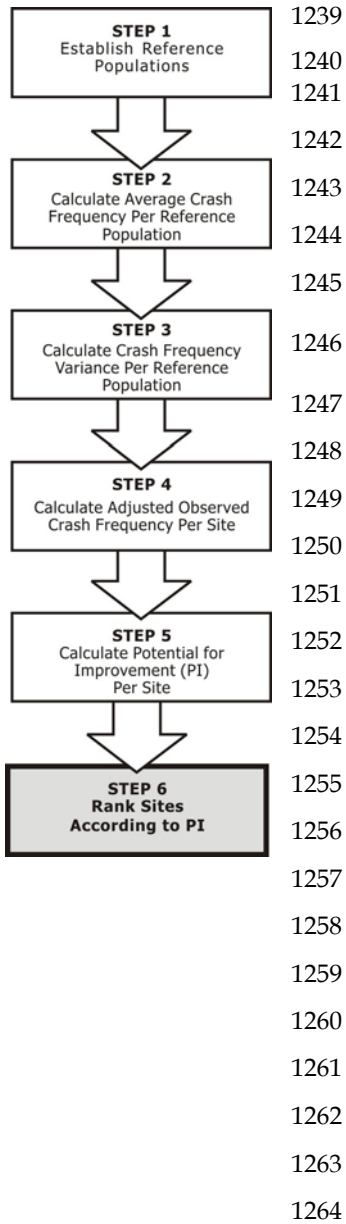 STEP 1
Establish Reference
Populations
STEP 2
Calculate Average Crash
Frequency Per Reference
Population
STEP 3
Calculate Crash Frequency
Variance Per Reference
Population
STEP 4
Calculate Adjusted Observed
Crash Frequency Per Site
STEP 5
Calculate Potential for
Improvement (PI)
Per Site
STEP 6
Rank Sites
According to PI
1239
1240
1241
1242
1243
1244
1245
1246
1247
1248
1249
1250
1251
1252
1253
1254
1255
1256
1257
1258
1259
1260
1261
1262
1263
1264